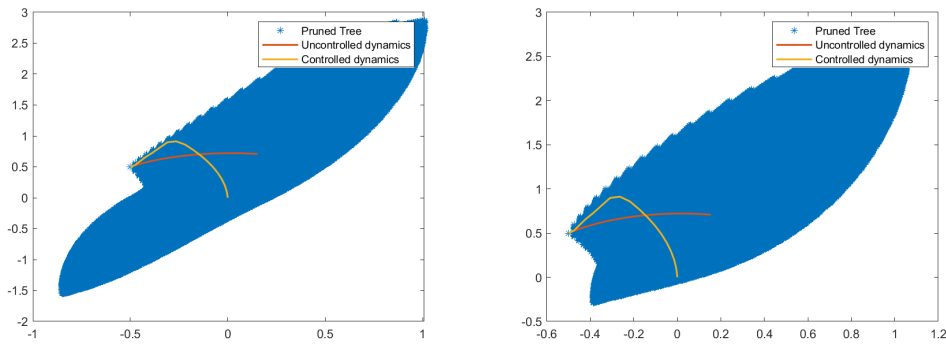 3
2.5
2
1.5
1
0.5
0
-0.5
-1
-1.5
-2
-1 -0.5 0 0.5 1
Pruned Tree
Uncontrolled dynamics
Controlled dynamics
3
2.5
2
1.5
1
0.5
0
-0.5
-0.6 -0.4 -0.2 0 0.2 0.4 0.6 0.8 1 1.2
Pruned Tree
Uncontrolled dynamics
Controlled dynamics